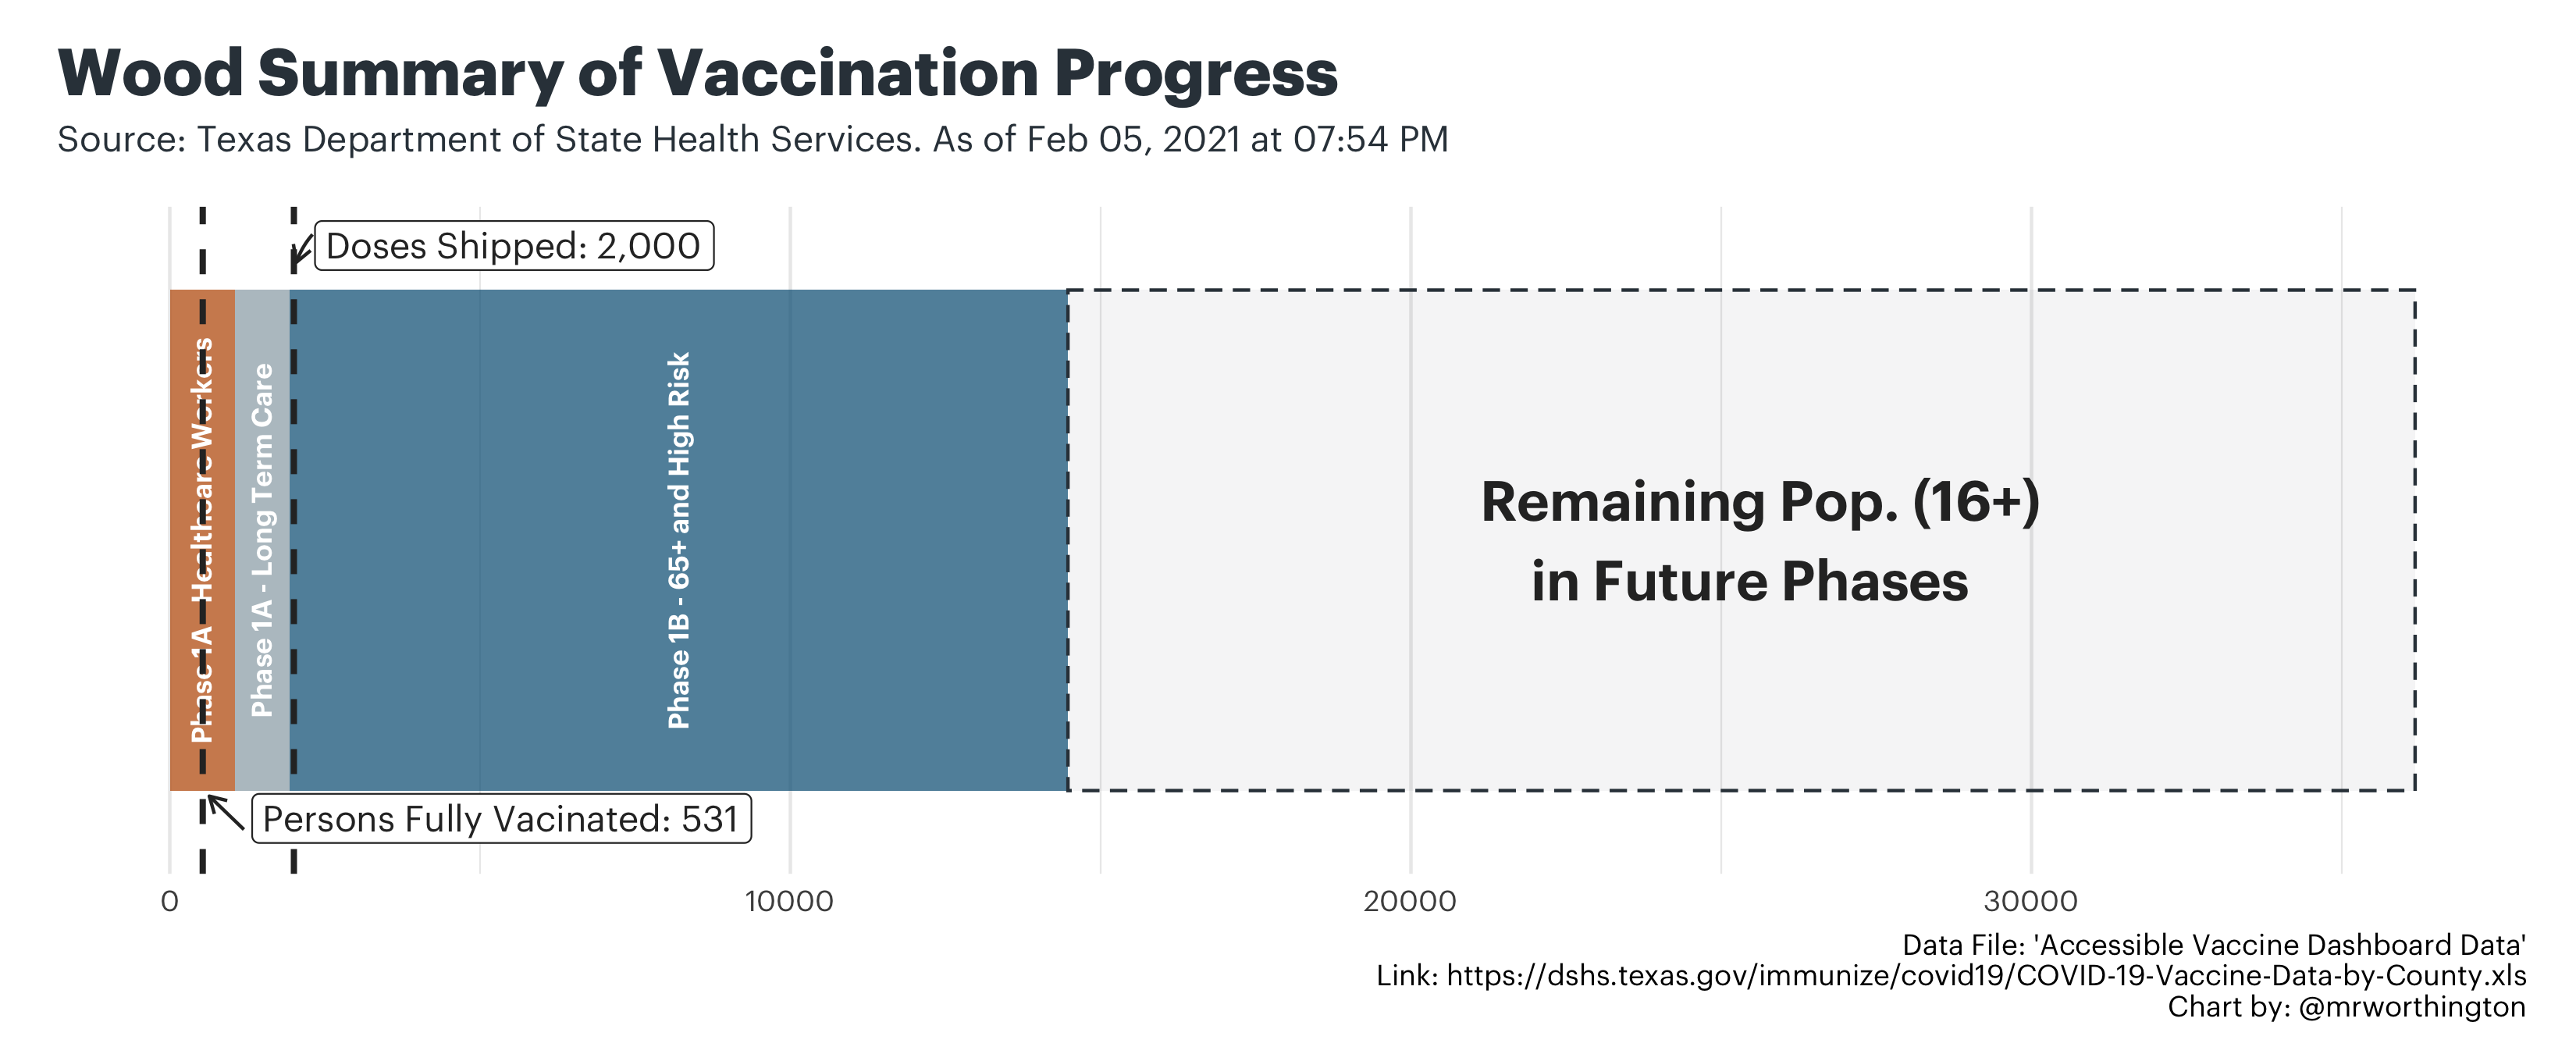 Wood Summary of Vaccination Progress
Source: Texas Department of State Health Services. As of Feb 05, 2021 at 07:54 PM
Doses Shipped: 2,000
Phase 1A - Healthcare Workers
Phase 1A - Long Term Care
Phase 1B - 65+ and High Risk
Remaining Pop. (16+)
in Future Phases
Persons Fully Vacinated: 531
0
10000
20000
30000
Data File: 'Accessible Vaccine Dashboard Data'
Link: https://dshs.texas.gov/immunize/covid19/COVID-19-Vaccine-Data-by-County.xls
Chart by: @mrworthington